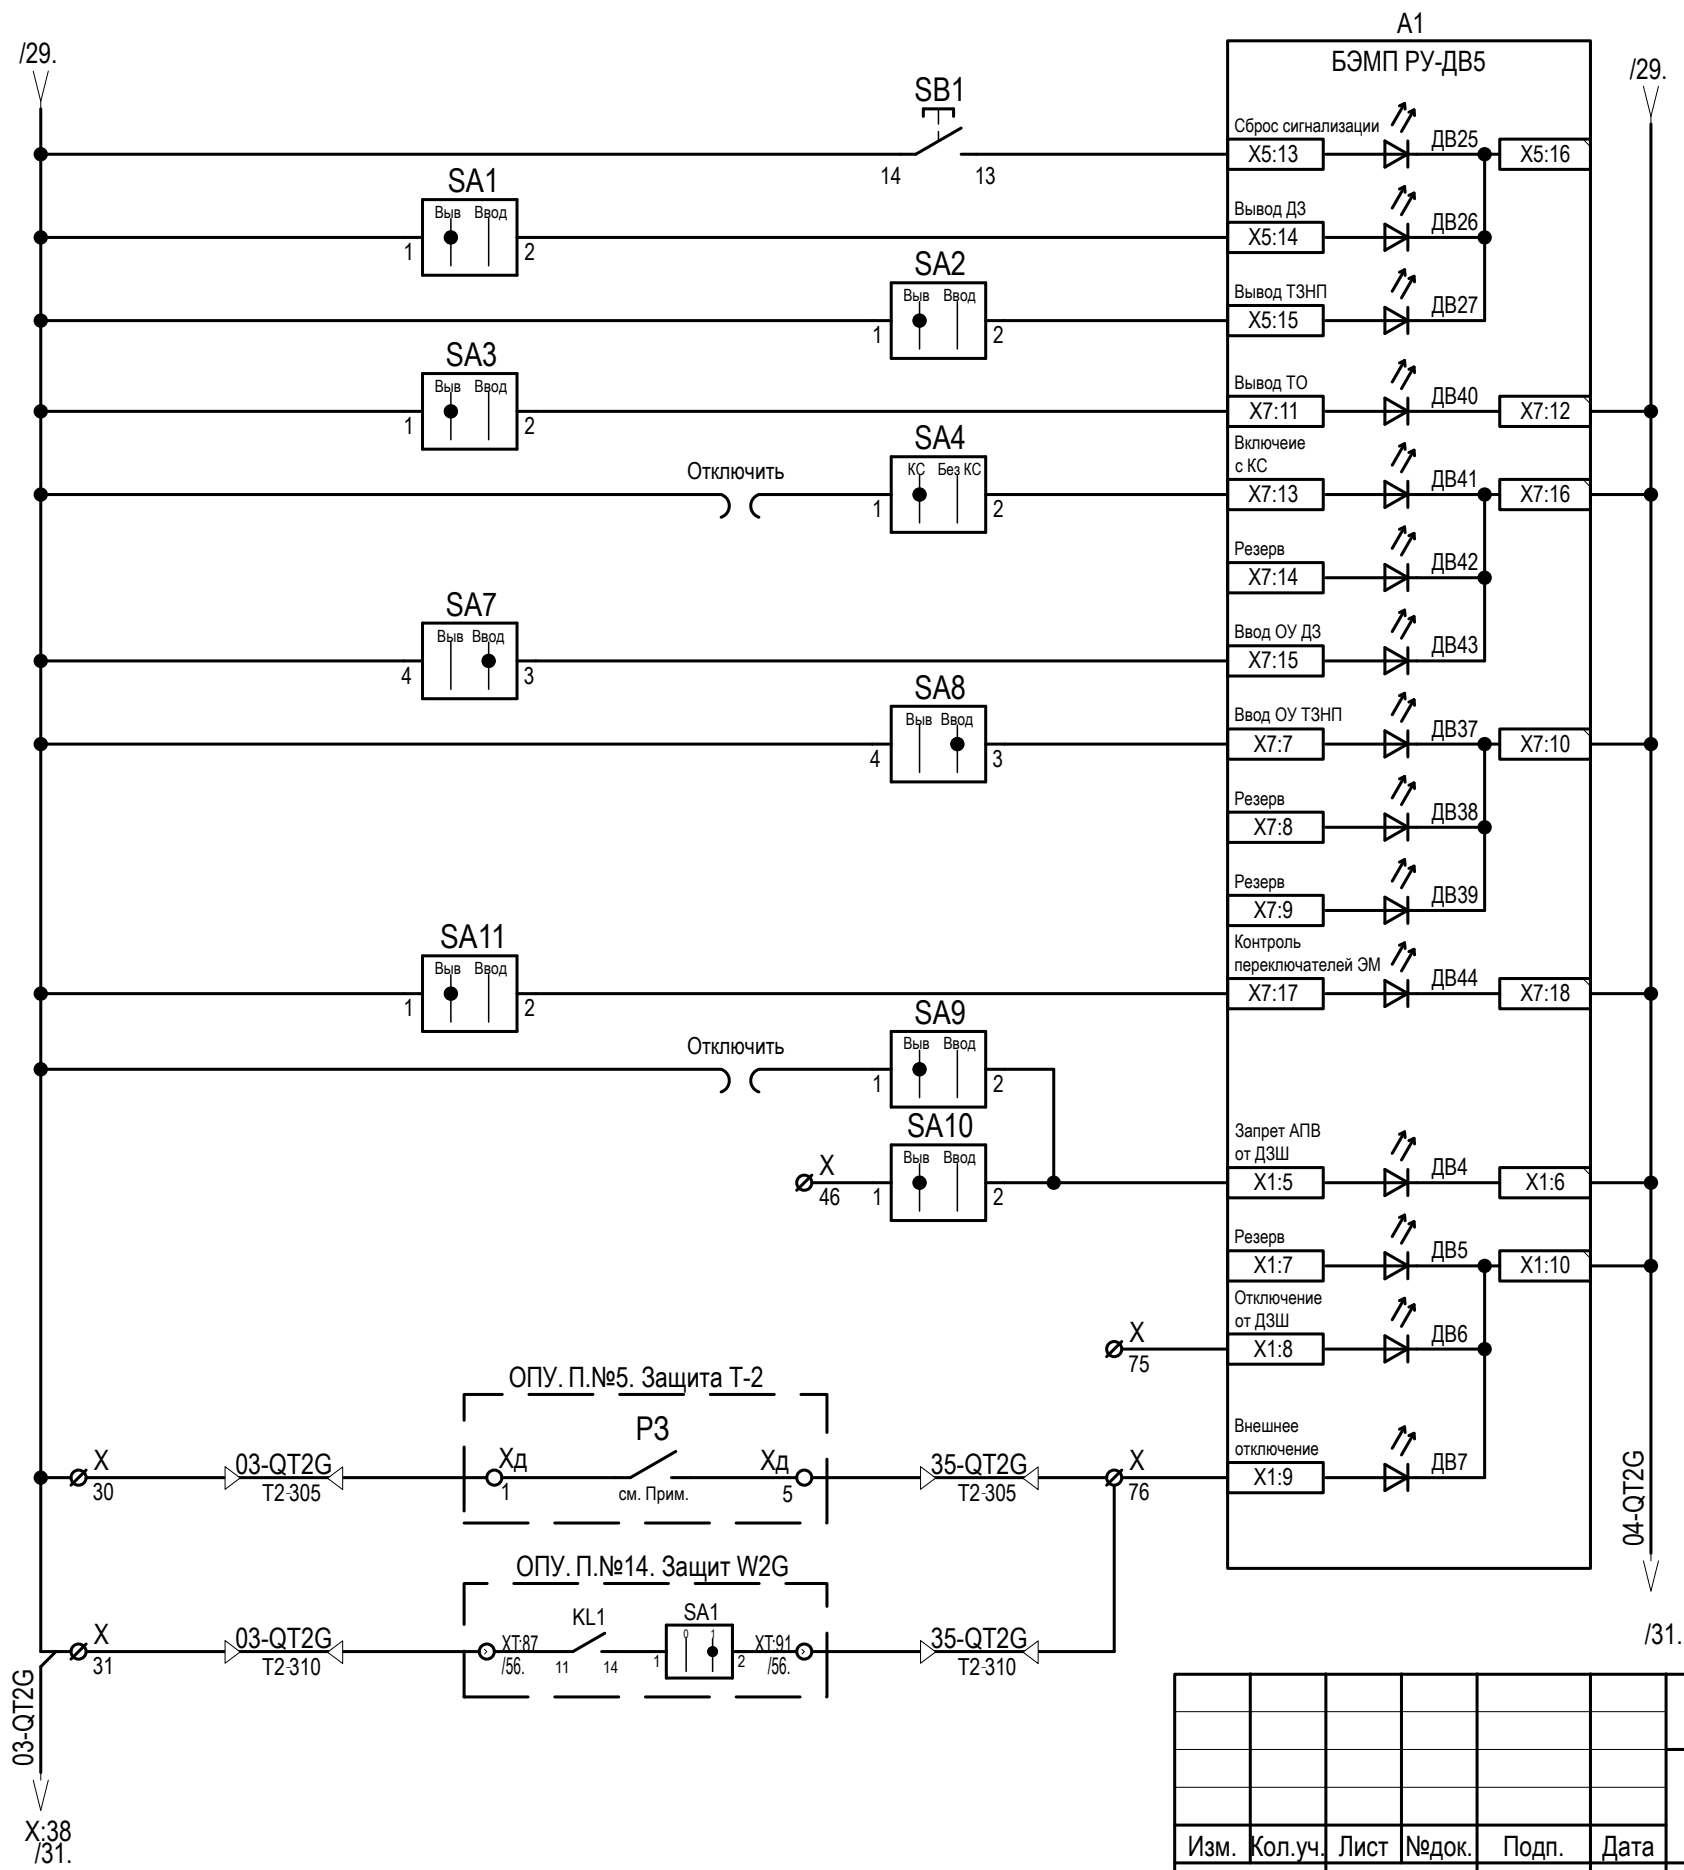 A1
/29.
БЭМП РУ-ДВ5
/29.
SB1
Сброс сигнализации
ДВ25
X5:13
X5:16
14
13
SA1
Выв Ввод
Вывод ДЗ
ДВ26
1
2
X5:14
SA2
Выв Ввод
Вывод ТЗНП
ДВ27
1
2
X5:15
SA3
Выв Ввод
Вывод ТО
ДВ40
1
2
X7:11
X7:12
SA4
Включеие
с КС
Отключить
КС Без КС
ДВ41
1
2
X7:13
X7:16
Резерв
ДВ42
X7:14
SA7
Выв Ввод
Ввод ОУ ДЗ
ДВ43
4
3
X7:15
SA8
Выв Ввод
Ввод ОУ ТЗНП
ДВ37
4
3
X7:7
X7:10
Резерв
ДВ38
X7:8
Резерв
ДВ39
X7:9
SA11
Контроль
переключателей ЭМ
Выв Ввод
ДВ44
1
2
X7:17
X7:18
SA9
Отключить
Выв Ввод
1
2
SA10
Запрет АПВ
от ДЗШ
X
46
Выв Ввод
ДВ4
1
2
X1:5
X1:6
Резерв
ДВ5
X1:7
X1:10
Отключение
от ДЗШ
X
75
ДВ6
X1:8
ОПУ. П.№5. Защита Т-2
РЗ
Внешнее
отключение
X
30
03-QT2G
T2-305
Хд
1
см. Прим.
Хд
5
35-QT2G
T2-305
X
76
ДВ7
X1:9
04-QT2G
ОПУ. П.№14. Защит W2G
KL1
SA1
0 1
X
31
03-QT2G
T2-310
XT:87
/56.
11
14
1
2
XT:91
/56.
35-QT2G
T2-310
/31.
03-QT2G
X:38
/31.
Изм. Кол.уч. Лист №док. Подп. Дата